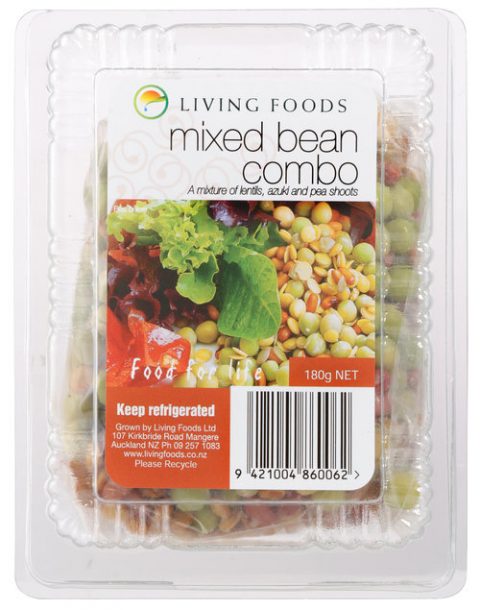 LIVING FOODS
mixed bean
combo
A mixture of lentils, azuki and pea shoots
Food for life
180g NET
Keep refrigerated
Grown by Living Foods Ltd
107 Kirkbride Road Mangere
Auckland NZ Ph 09 257 1083
www.livingfoods.co.nz
Please Recycle
9 421004 860062 >